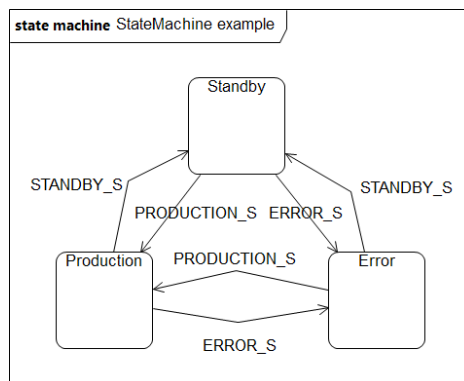 state machine StateMachine example
Standby
STANDBY_S
STANDBY_S
PRODUCTION_S
ERROR_S
Production
PRODUCTION_S
Error
ERROR_S